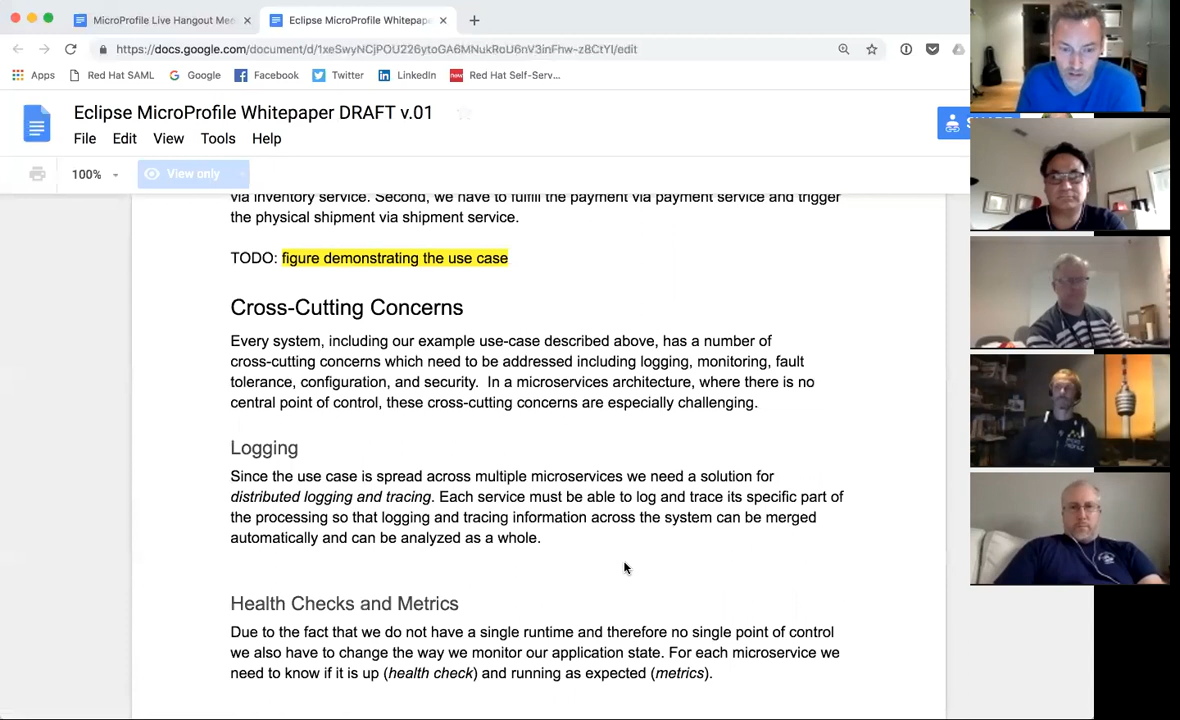 MicroProfile Live Hangout Mee
Eclipse MicroProfile Whitepape
https://docs.google.com/document/d/1xeSwyNCjPOU226ytoGA6MNukRoU6nV3inFhw-z8CtYI/edit
Apps Red Hat SAML Google Facebook Twitter LinkedIn Red Hat Self-Serv...
Eclipse MicroProfile Whitepaper DRAFT v.01
File Edit View Tools Help
100% View only
via inventory service. Second, we have to fulfill the payment via payment service and trigger
the physical shipment via shipment service.
TODO: figure demonstrating the use case
Cross-Cutting Concerns
Every system, including our example use-case described above, has a number of
cross-cutting concerns which need to be addressed including logging, monitoring, fault
tolerance, configuration, and security.  In a microservices architecture, where there is no
central point of control, these cross-cutting concerns are especially challenging.
Logging
Since the use case is spread across multiple microservices we need a solution for
distributed logging and tracing. Each service must be able to log and trace its specific part of
the processing so that logging and tracing information across the system can be merged
automatically and can be analyzed as a whole.
Health Checks and Metrics
Due to the fact that we do not have a single runtime and therefore no single point of control
we also have to change the way we monitor our application state. For each microservice we
need to know if it is up (health check) and running as expected (metrics).